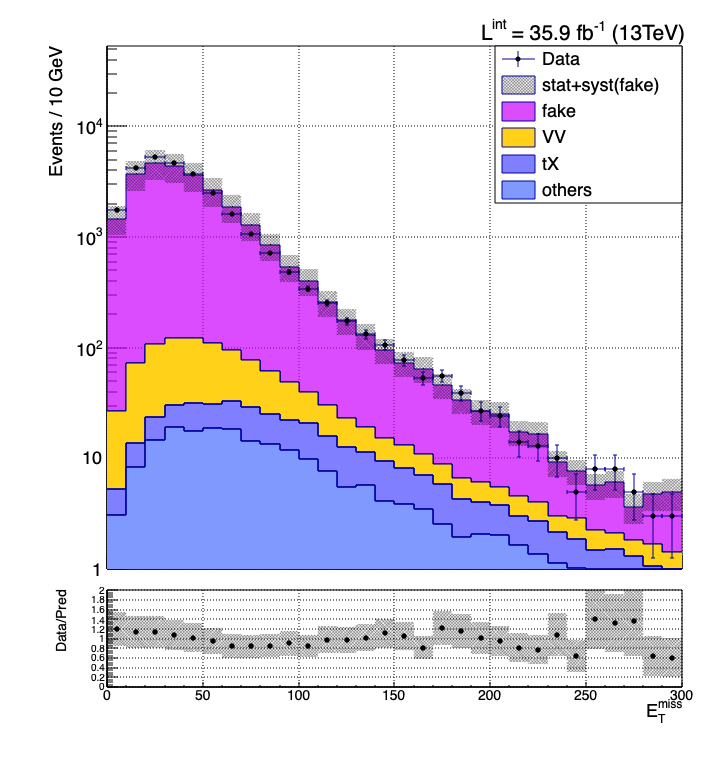 L^int = 35.9 fb^-1 (13TeV)
Events / 10 GeV
Data
stat+syst(fake)
fake
VV
tX
others
10^4
10^3
10^2
10
1
Data/Pred
2
1.8
1.6
1.4
1.2
1
0.8
0.6
0.4
0.2
0
0 50 100 150 200 250 300
E_T^miss